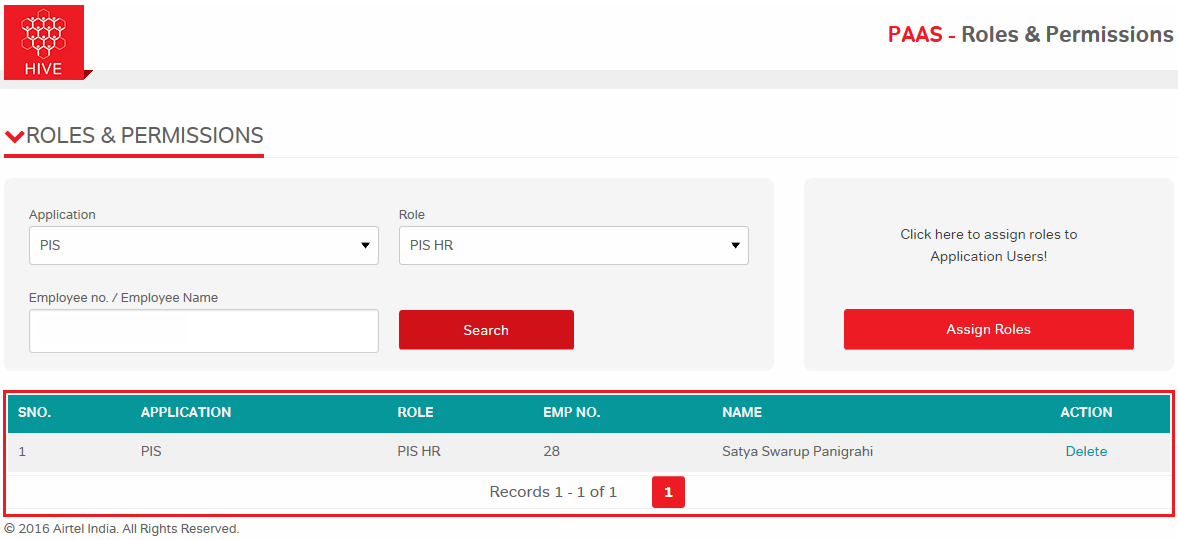 HIVE
PAAS - Roles & Permissions
ROLES & PERMISSIONS
Application
Role
PIS
PIS HR
Employee no. / Employee Name
Search
Click here to assign roles to
Application Users!
Assign Roles
SNO. APPLICATION ROLE EMP NO. NAME ACTION
1 PIS PIS HR 28 Satya Swarup Panigrahi Delete
Records 1 - 1 of 1 1
© 2016 Airtel India. All Rights Reserved.